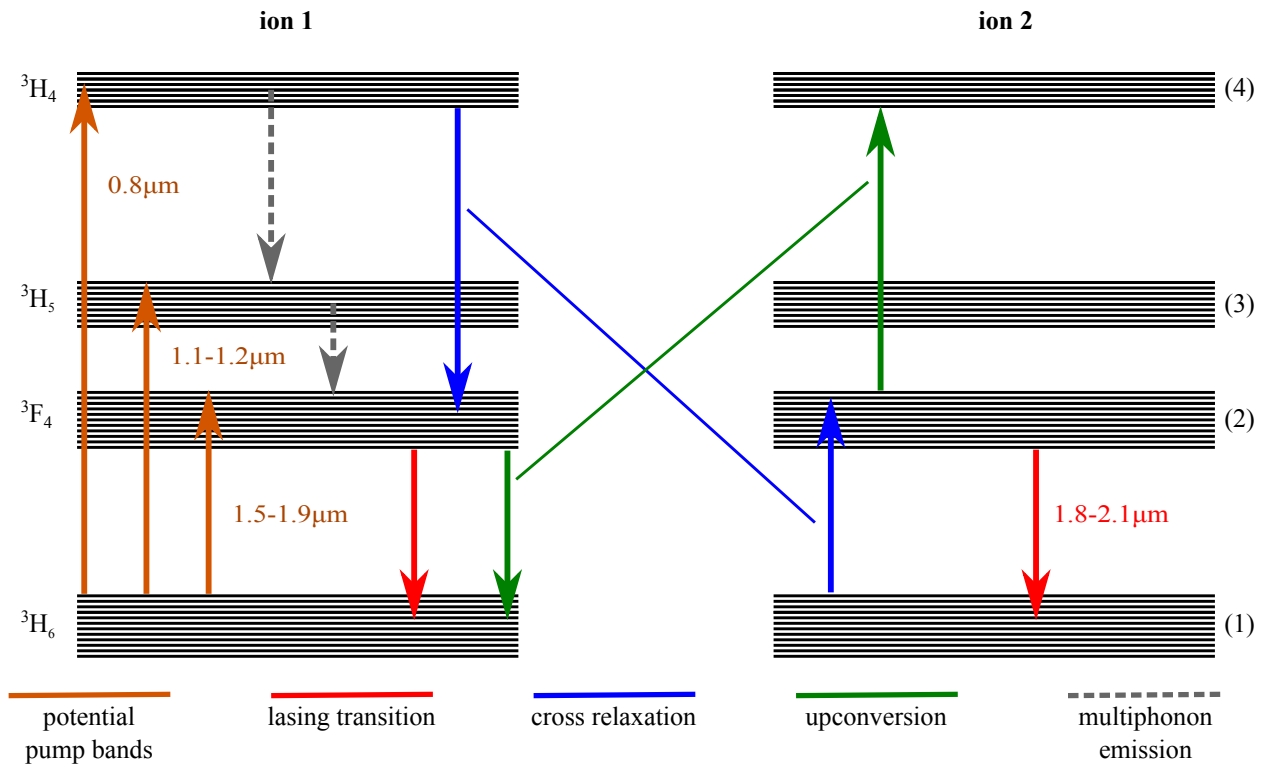 ion 1
ion 2
³H₄
(4)
0.8μm
³H₅
(3)
1.1-1.2μm
³F₄
(2)
1.5-1.9μm
1.8-2.1μm
³H₆
(1)
potential
pump bands
lasing transition
cross relaxation
upconversion
multiphonon
emission